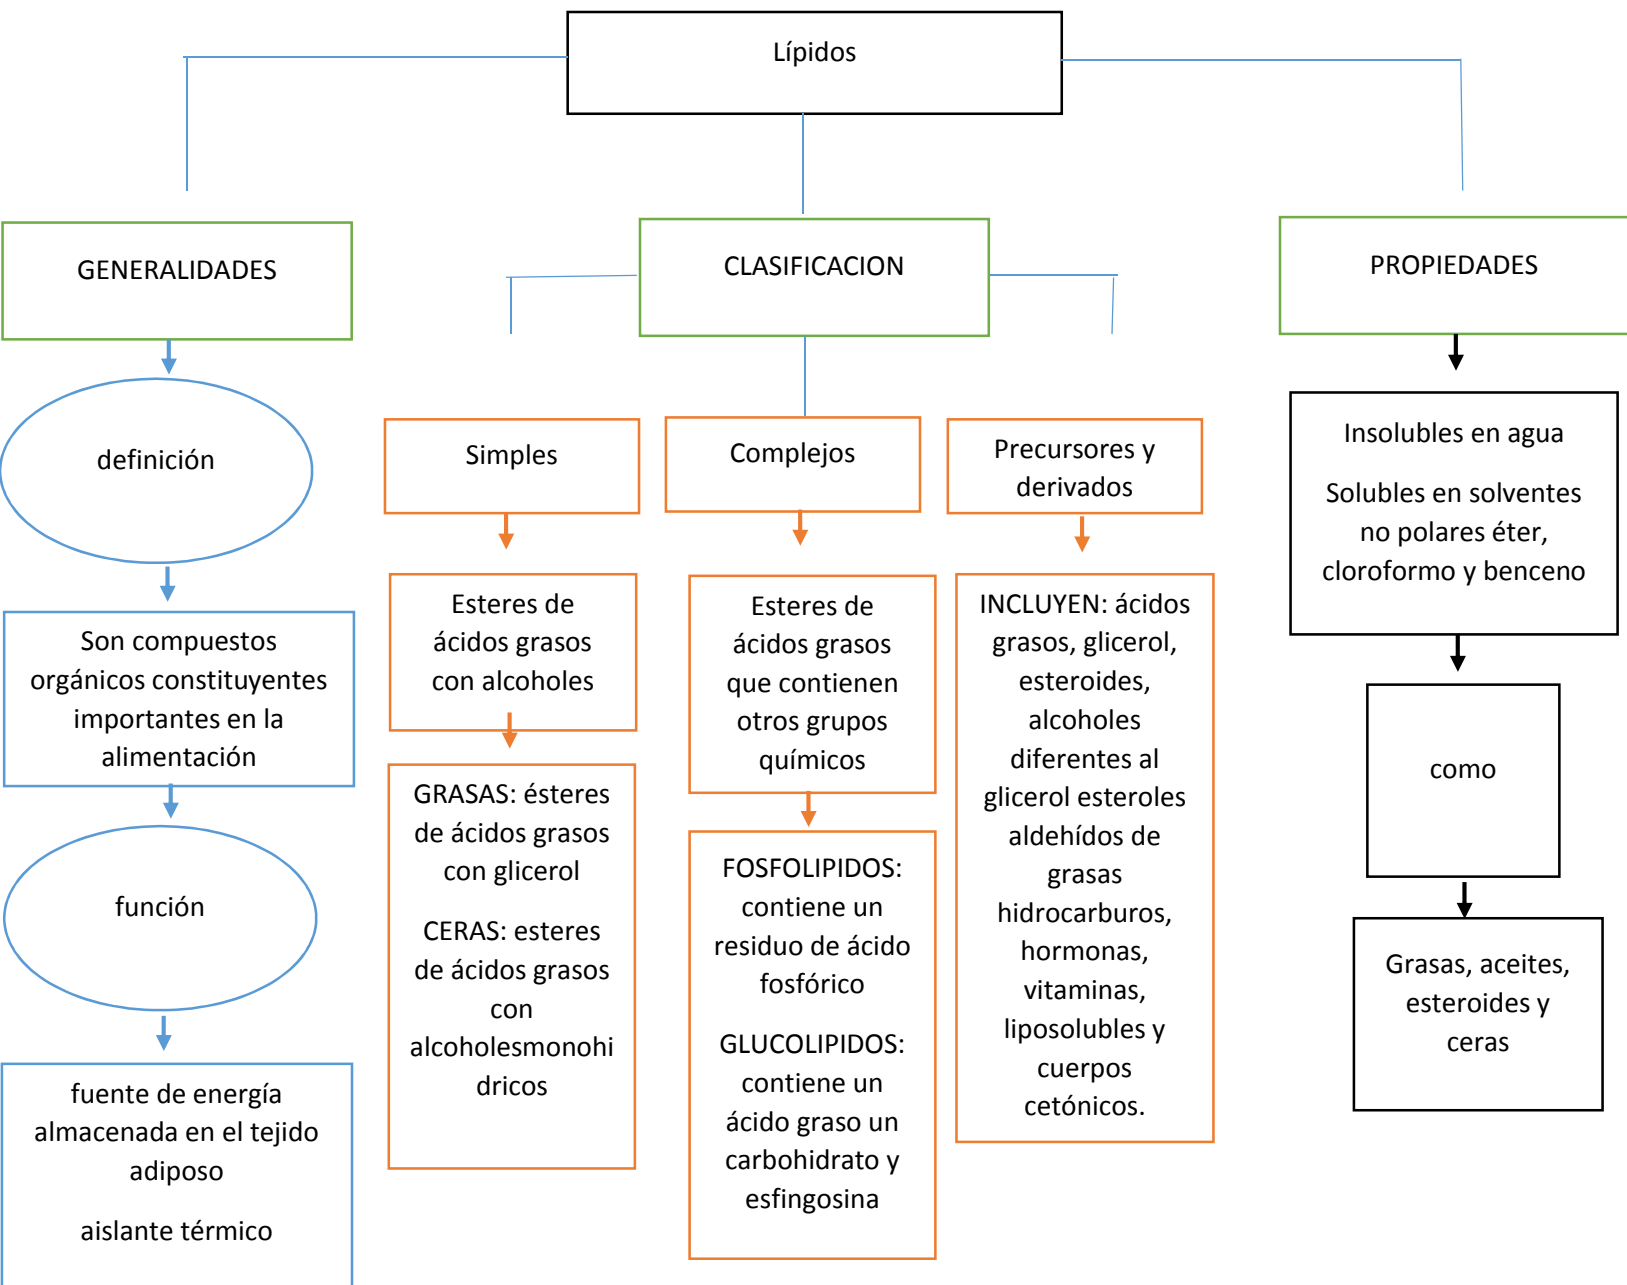 Lípidos
GENERALIDADES
CLASIFICACION
PROPIEDADES
definición
Son compuestos
orgánicos constituyentes
importantes en la
alimentación
función
fuente de energía
almacenada en el tejido
adiposo
aislante térmico
Simples
Esteres de
ácidos grasos
con alcoholes
GRASAS: ésteres
de ácidos grasos
con glicerol
CERAS: esteres
de ácidos grasos
con
alcoholesmonohi
dricos
Complejos
Esteres de
ácidos grasos
que contienen
otros grupos
químicos
FOSFOLIPIDOS:
contiene un
residuo de ácido
fosfórico
GLUCOLIPIDOS:
contiene un
ácido graso un
carbohidrato y
esfingosina
Precursores y
derivados
INCLUYEN: ácidos
grasos, glicerol,
esteroides,
alcoholes
diferentes al
glicerol esteroles
aldehídos de
grasas
hidrocarburos,
hormonas,
vitaminas,
liposolubles y
cuerpos
cetónicos.
Insolubles en agua
Solubles en solventes
no polares éter,
cloroformo y benceno
como
Grasas, aceites,
esteroides y
ceras